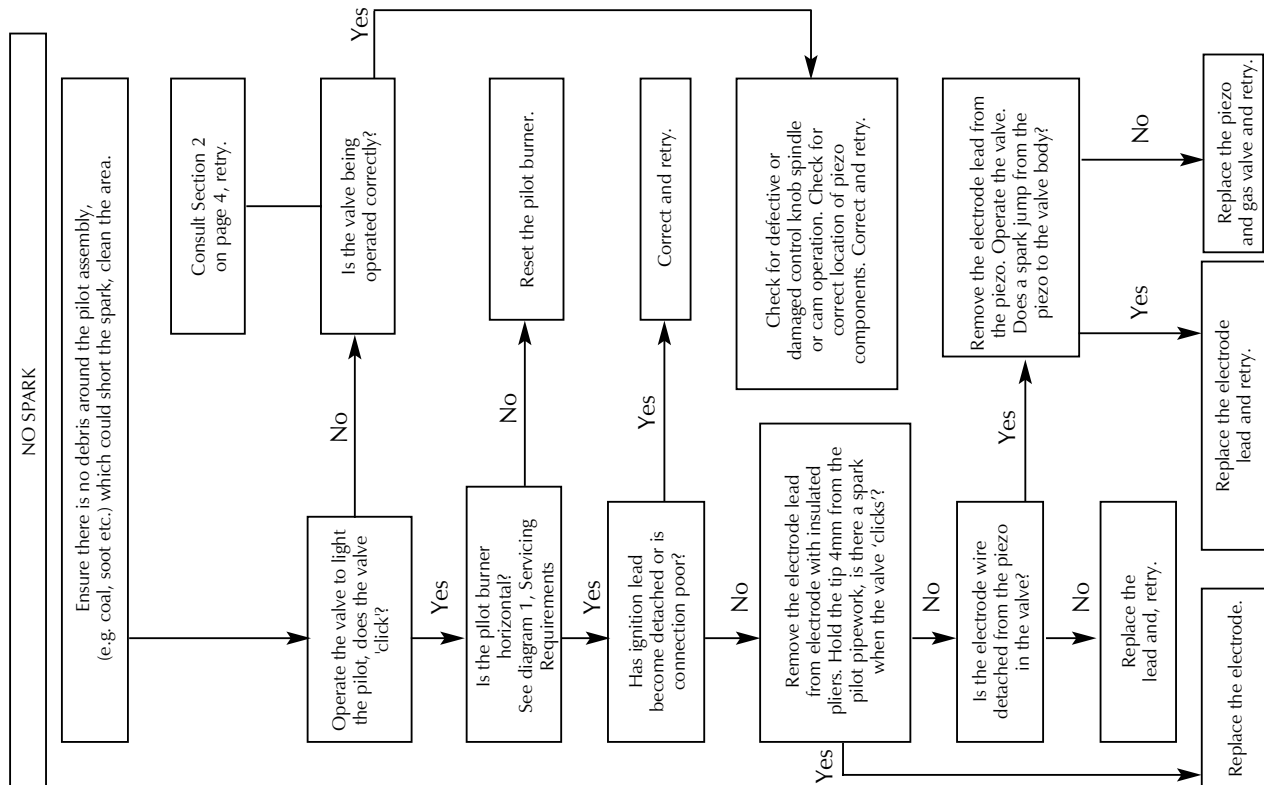 NO SPARK
Ensure there is no debris around the pilot assembly,
(e.g. coal, soot etc.) which could short the spark, clean the area.
Operate the valve to light
the pilot, does the valve
'click'?
No
Is the valve being
operated correctly?
Consult Section 2
on page 4, retry.
Yes
Check for defective or
damaged control knob spindle
or cam operation. Check for
correct location of piezo
components. Correct and retry.
Yes
Is the pilot burner
horizontal?
See diagram 1, Servicing
Requirements
No
Reset the pilot burner.
Yes
Has ignition lead
become detached or is
connection poor?
Yes
Correct and retry.
No
Remove the electrode lead
from electrode with insulated
pliers. Hold the tip 4mm from the
pilot pipework, is there a spark
when the valve ‘clicks’?
Yes
Replace the electrode.
No
Is the electrode wire
detached from the piezo
in the valve?
No
Replace the
lead and, retry.
Yes
Remove the electrode lead from
the piezo. Operate the valve.
Does a spark jump from the
piezo to the valve body?
Yes
Replace the electrode
lead and retry.
No
Replace the piezo
and gas valve and retry.